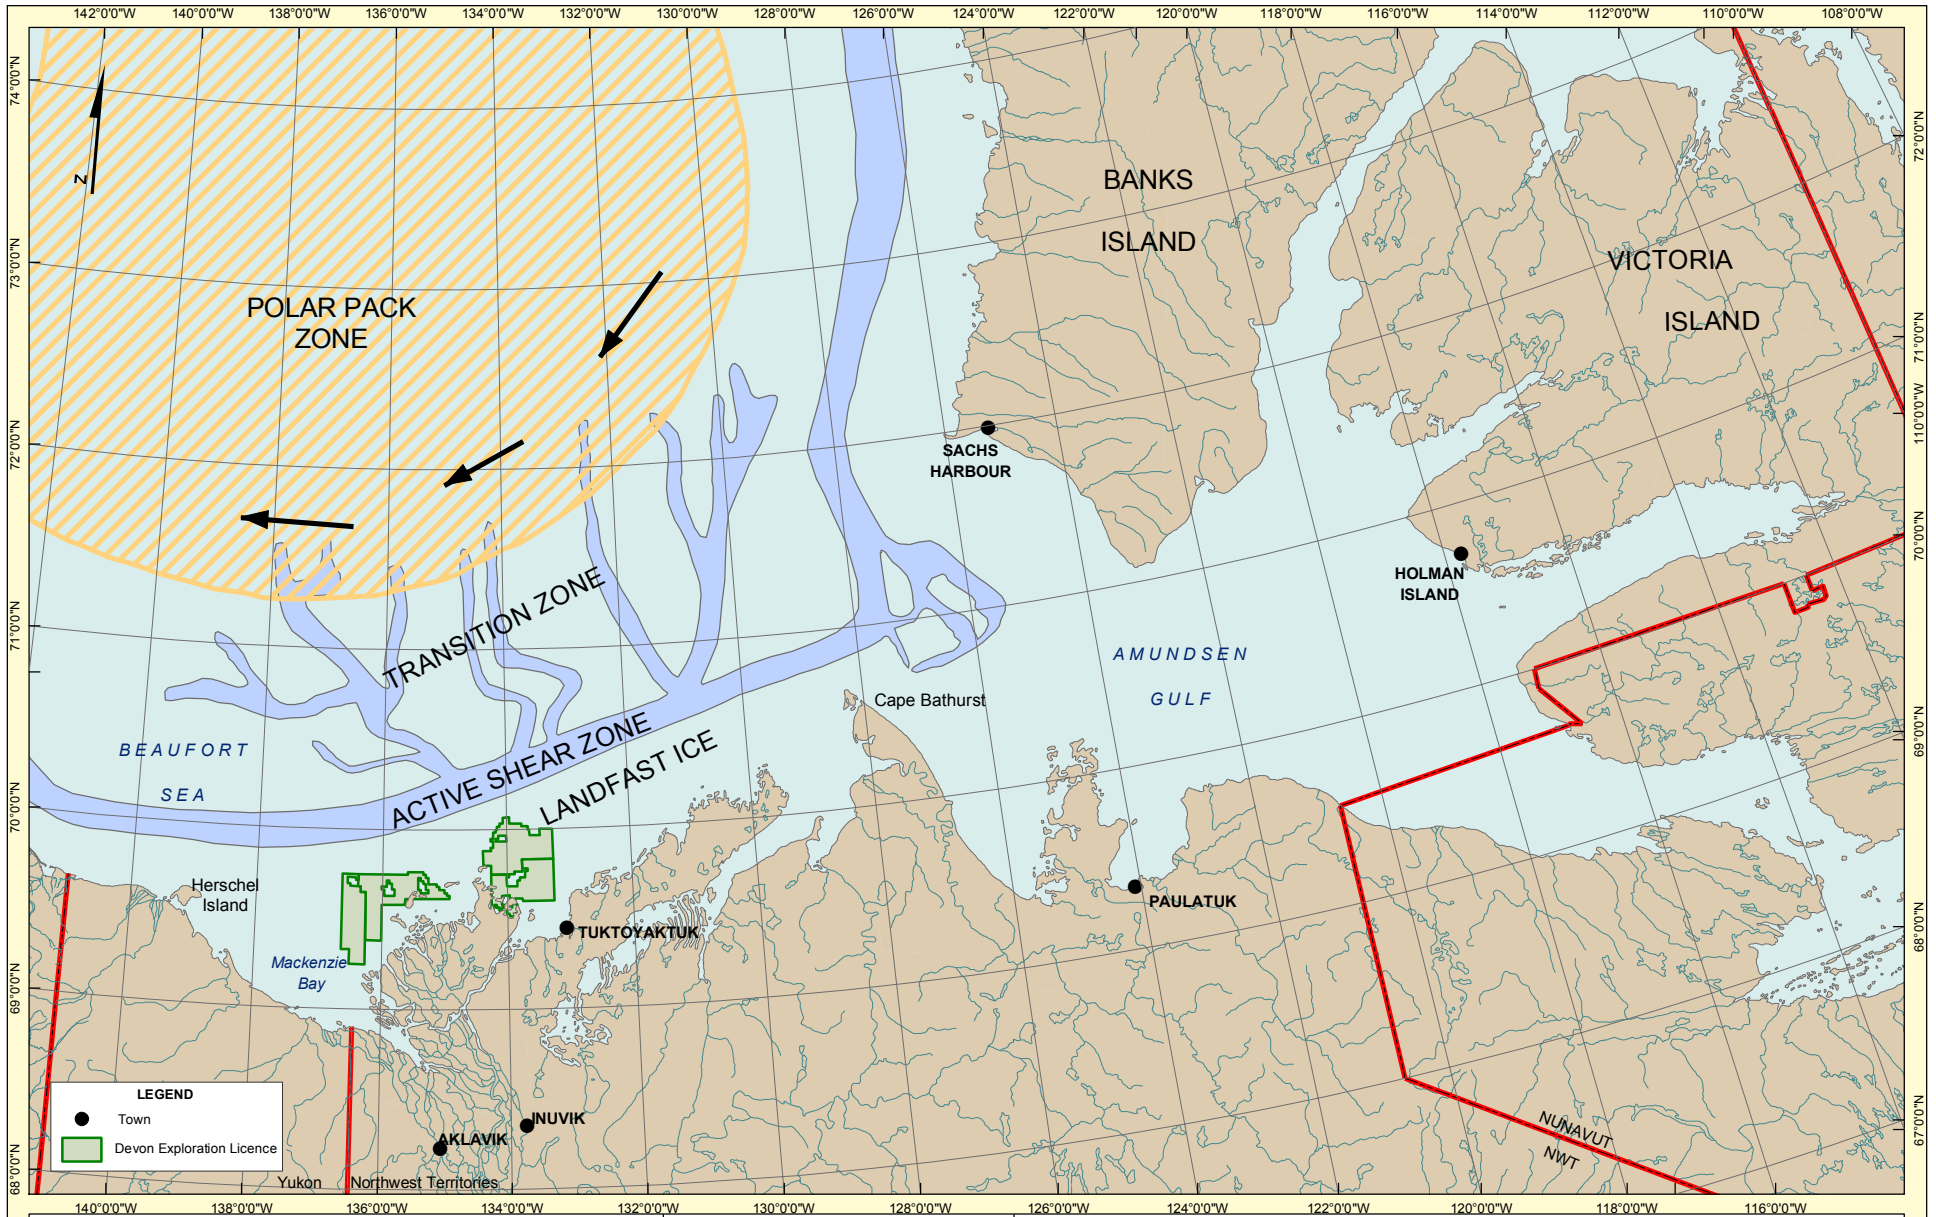 142°0'0"W 140°0'0"W 138°0'0"W 136°0'0"W 134°0'0"W 132°0'0"W 130°0'0"W 128°0'0"W 126°0'0"W 124°0'0"W 122°0'0"W 120°0'0"W 118°0'0"W 116°0'0"W 114°0'0"W 112°0'0"W 110°0'0"W 108°0'0"W
74°0'0"N
73°0'0"N
72°0'0"N
71°0'0"N
70°0'0"N
69°0'0"N
68°0'0"N
N
POLAR PACK
ZONE
BANKS
ISLAND
VICTORIA
ISLAND
SACHS
HARBOUR
HOLMAN
ISLAND
TRANSITION ZONE
ACTIVE SHEAR ZONE
LANDFAST ICE
AMUNDSEN
GULF
Cape Bathurst
BEAUFORT
SEA
Herschel
Island
Mackenzie
Bay
TUKTOYAKTUK
PAULATUK
INUVIK
AKLAVIK
Yukon
Northwest Territories
NUNAVUT
NWT
LEGEND
Town
Devon Exploration Licence
72°0'0"N
71°0'0"N
110°0'0"W
70°0'0"N
69°0'0"N
68°0'0"N
67°0'0"N
140°0'0"W 138°0'0"W 136°0'0"W 134°0'0"W 132°0'0"W 130°0'0"W 128°0'0"W 126°0'0"W 124°0'0"W 122°0'0"W 120°0'0"W 118°0'0"W 116°0'0"W